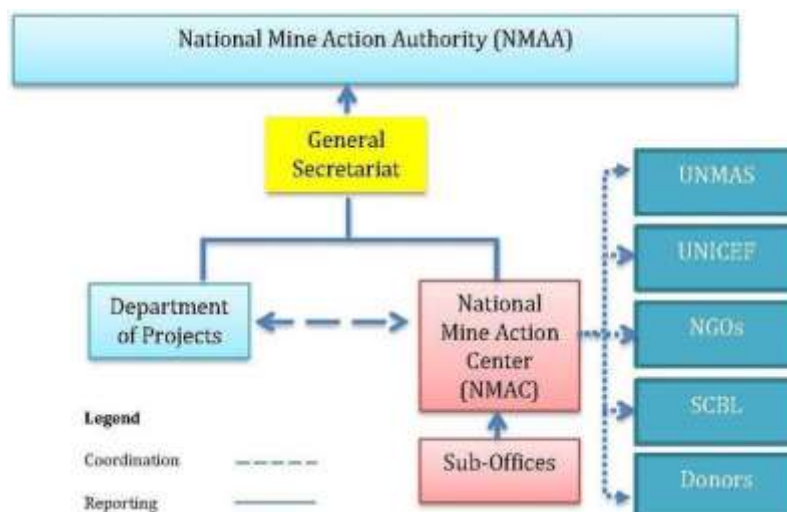 National Mine Action Authority (NMAA)
General
Secretariat
UNMAS
UNICEF
Department
of Projects
National
Mine Action
Center
(NMAC)
NGOs
SCBL
Sub-Offices
Donors
Legend
Coordination
Reporting